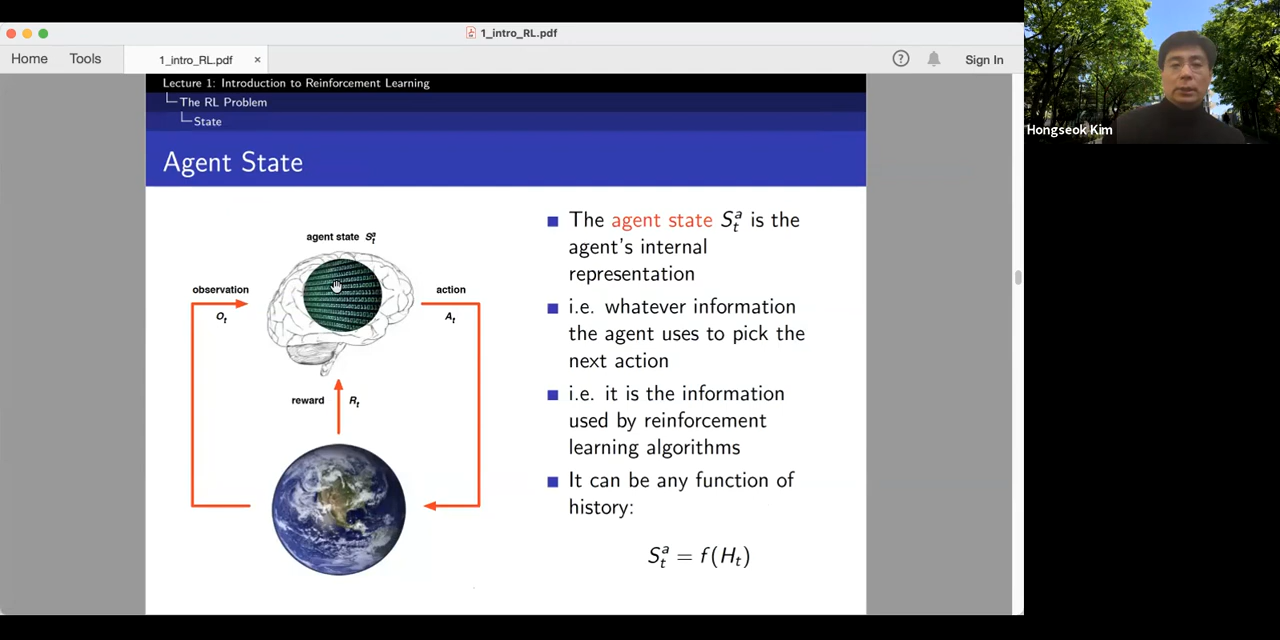 1_intro_RL.pdf
Home Tools 1_intro_RL.pdf × ? Sign In
Lecture 1: Introduction to Reinforcement Learning
The RL Problem
State
Agent State
agent state S_t^a
observation
O_t
action
A_t
reward R_t
The agent state S_t^a is the
agent's internal
representation
i.e. whatever information
the agent uses to pick the
next action
i.e. it is the information
used by reinforcement
learning algorithms
It can be any function of
history:
S_t^a = f(H_t)
Hongseok Kim